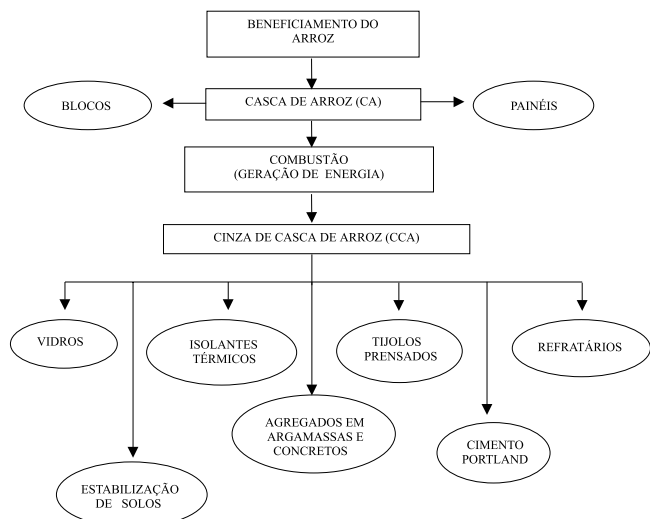 BENEFICIAMENTO DO
ARROZ
BLOCOS
CASCA DE ARROZ (CA)
PAINÉIS
COMBUSTÃO
(GERAÇÃO DE ENERGIA)
CINZA DE CASCA DE ARROZ (CCA)
VIDROS
ISOLANTES
TÉRMICOS
TIJOLOS
PRENSADOS
REFRATÁRIOS
AGREGADOS EM
ARGAMASSAS E
CONCRETOS
CIMENTO
PORTLAND
ESTABILIZAÇÃO
DE SOLOS